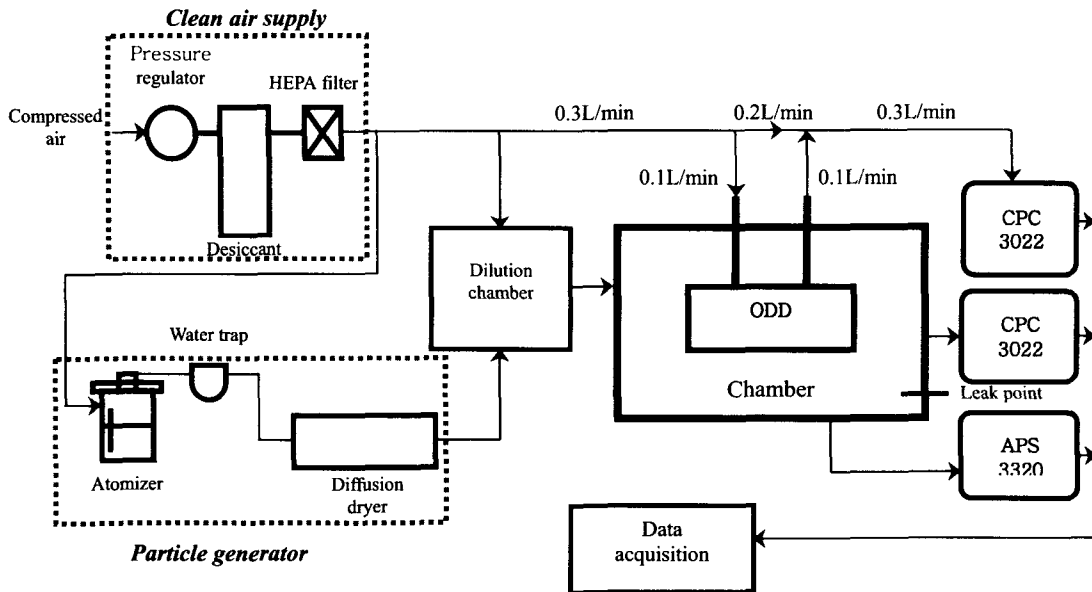 Clean air supply
Pressure
regulator
HEPA filter
Compressed
air
Desiccant
0.3L/min
0.2L/min
0.3L/min
0.1L/min
0.1L/min
CPC
3022
Dilution
chamber
ODD
CPC
3022
Chamber
Leak point
Water trap
APS
3320
Atomizer
Diffusion
dryer
Data
acquisition
Particle generator